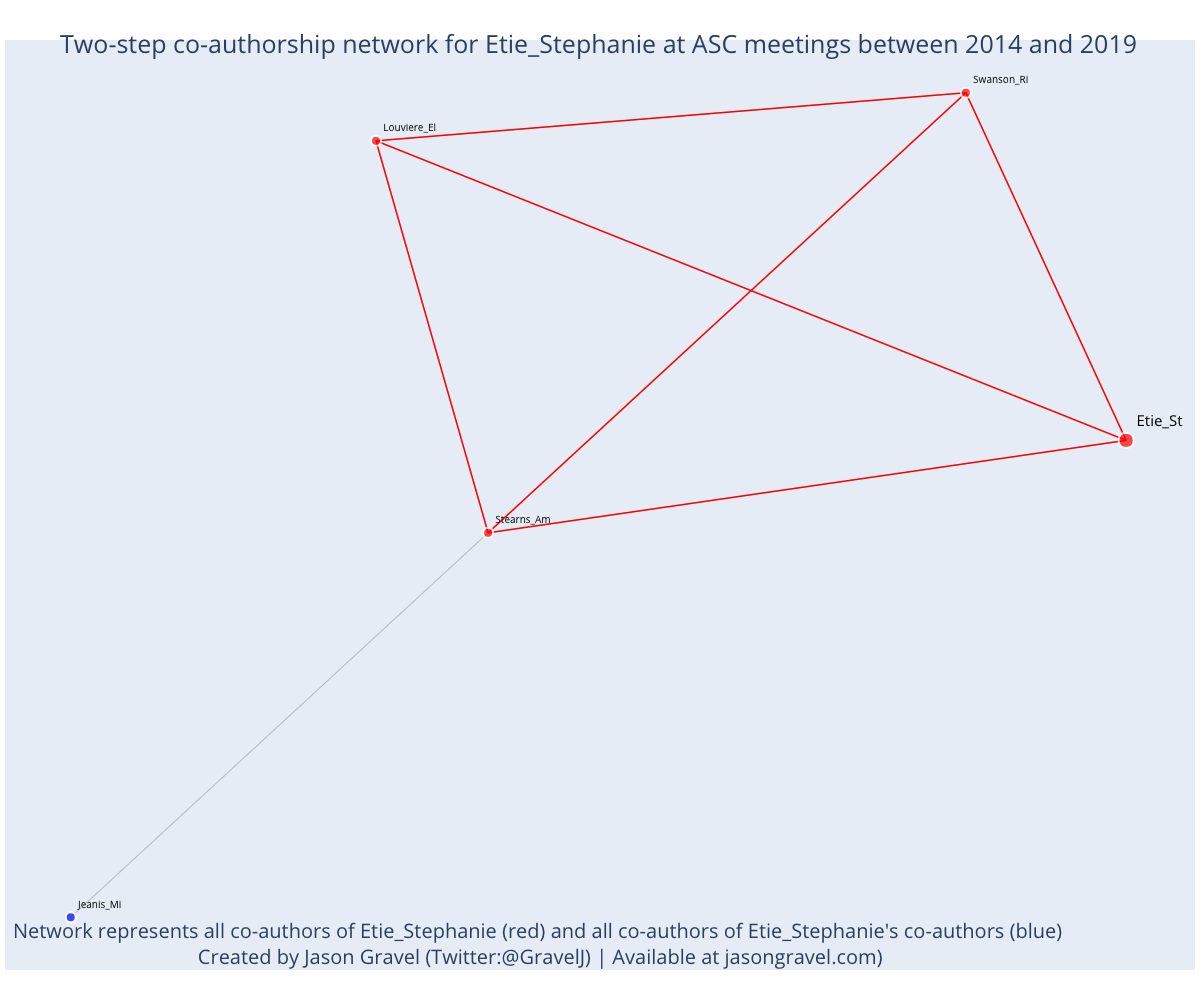 Two-step co-authorship network for Etie_Stephanie at ASC meetings between 2014 and 2019
Swanson_Ri
Louviere_El
Etie_St
Stearns_Am
Jeanis_Mi
Network represents all co-authors of Etie_Stephanie (red) and all co-authors of Etie_Stephanie's co-authors (blue)
Created by Jason Gravel (Twitter:@GravelJ) | Available at jasongravel.com)